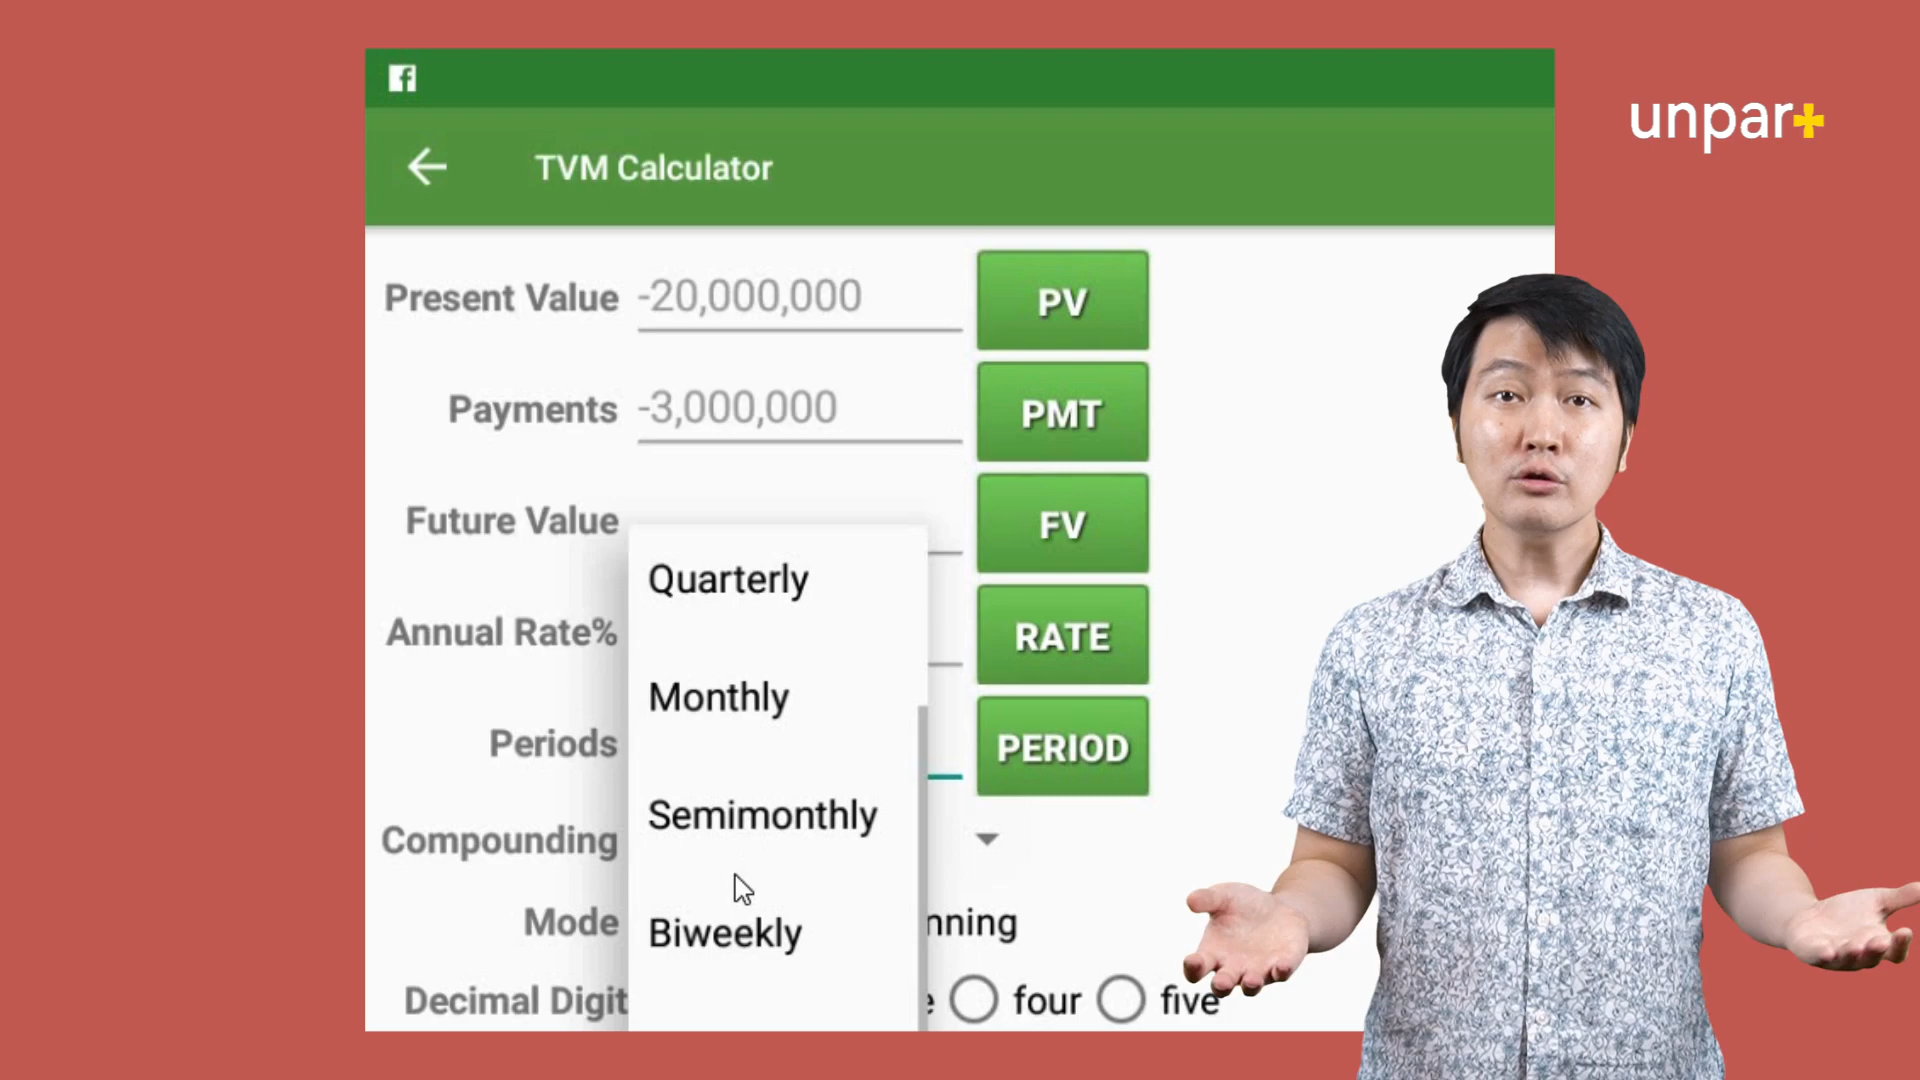 unpar+
TVM Calculator
Present Value -20,000,000 PV
Payments -3,000,000 PMT
Future Value FV
Quarterly
Annual Rate% RATE
Monthly
Periods PERIOD
Semimonthly
Compounding
Mode nning
Biweekly
Decimal Digit e four five